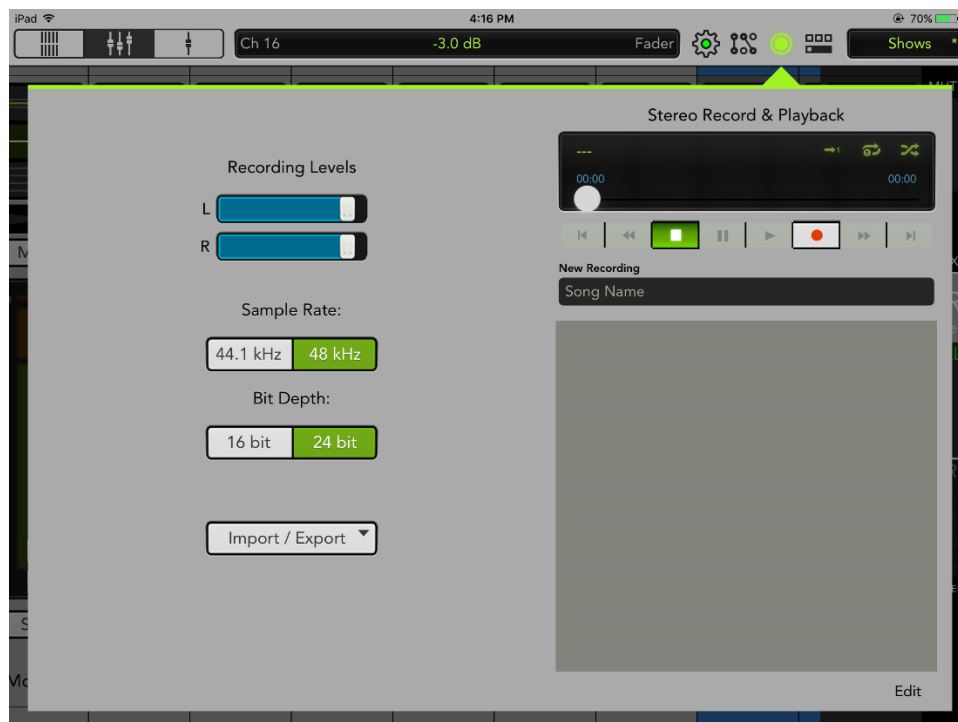 iPad 4:16 PM 70%
Ch 16 -3.0 dB Fader Shows *
MUT
Stereo Record & Playback
---
00:00 00:00
Recording Levels
L
R
New Recording
Song Name
Sample Rate:
44.1 kHz 48 kHz
Bit Depth:
16 bit 24 bit
Import / Export
Edit